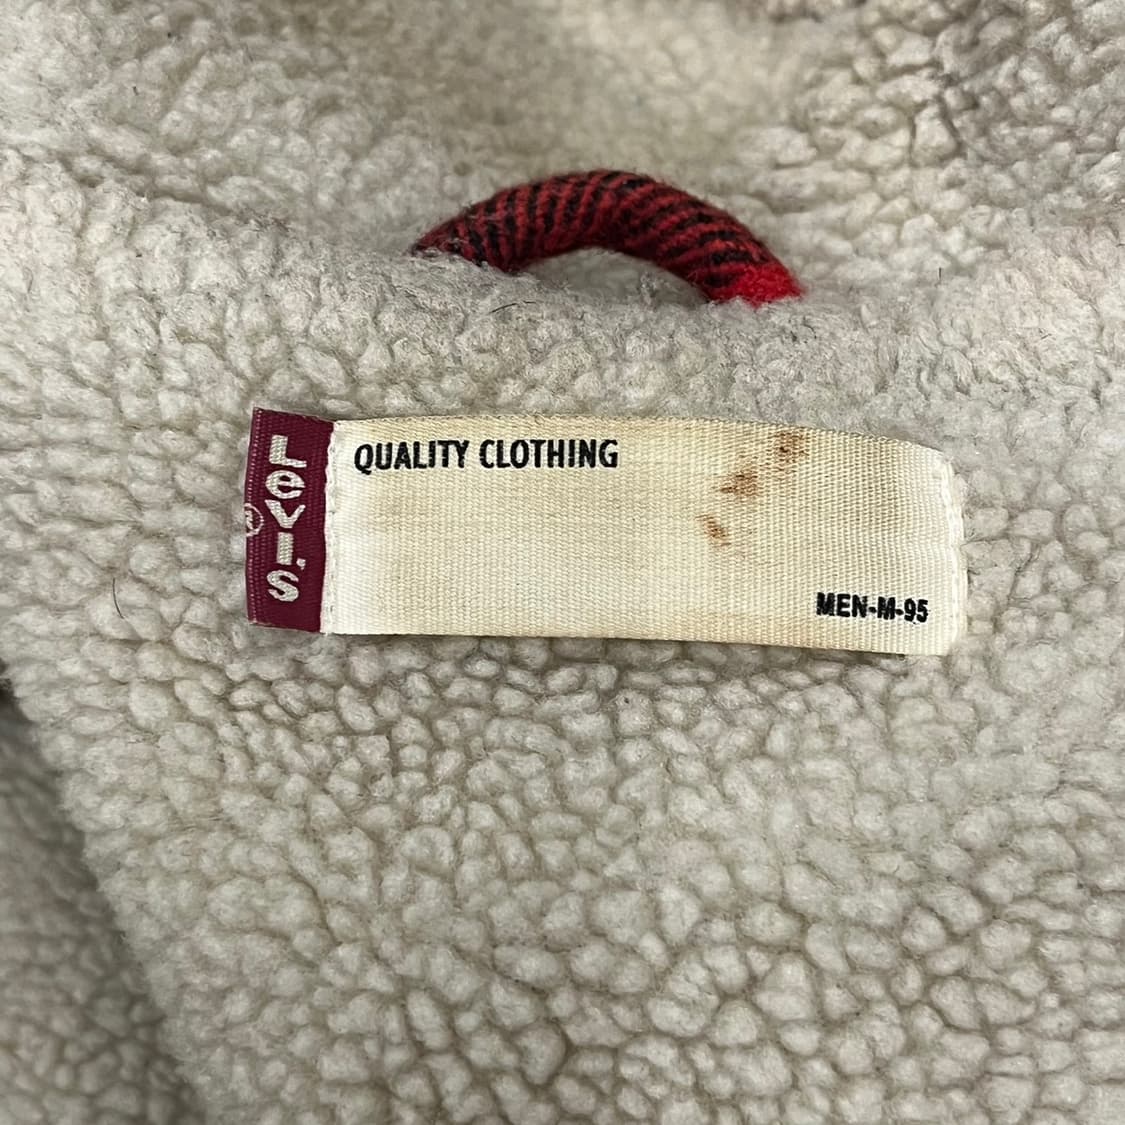 Levi's
®
QUALITY CLOTHING
MEN-M-95